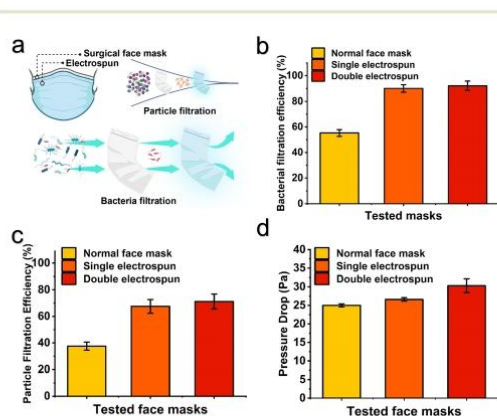 a
Surgical face mask
Electrospun
Particle filtration
Bacteria filtration
b
Normal face mask
Single electrospun
Double electrospun
Bacterial filtration efficiency (%)
100
80
60
40
20
0
Tested masks
c
Normal face mask
Single electrospun
Double electrospun
Particle Filtration Efficiency (%)
100
80
60
40
20
0
Tested face masks
d
Normal face mask
Single electrospun
Double electrospun
Pressure Drop (Pa)
40
35
30
25
20
15
10
5
0
Tested face masks